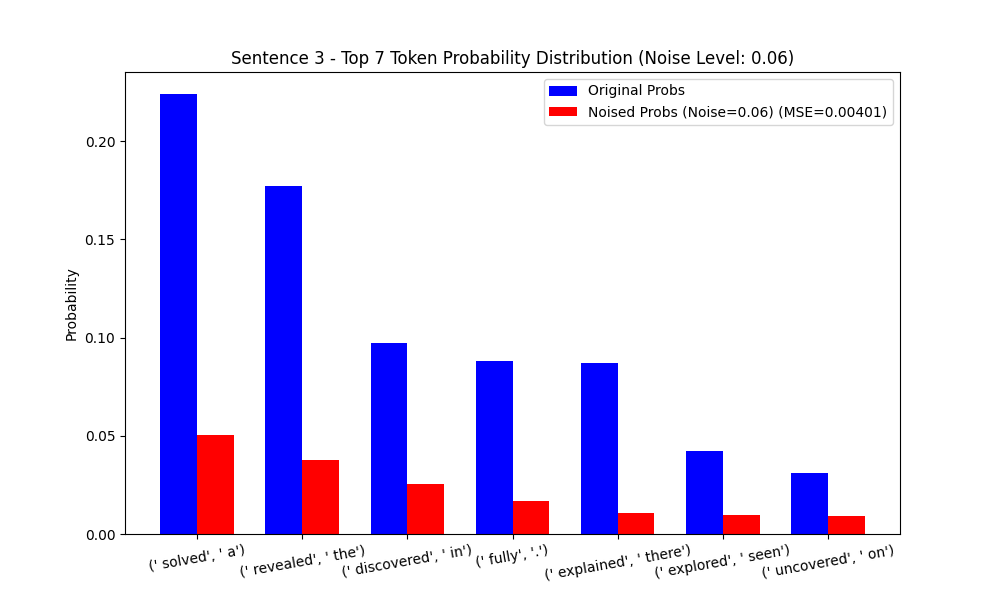 Sentence 3 - Top 7 Token Probability Distribution (Noise Level: 0.06)
Original Probs
Noised Probs (Noise=0.06) (MSE=0.00401)
Probability
0.20
0.15
0.10
0.05
0.00
(' solved', ' a')
(' revealed', ' the')
(' discovered', ' in')
(' fully', '.')
(' explained', ' there')
(' explored', ' seen')
(' uncovered', ' on')